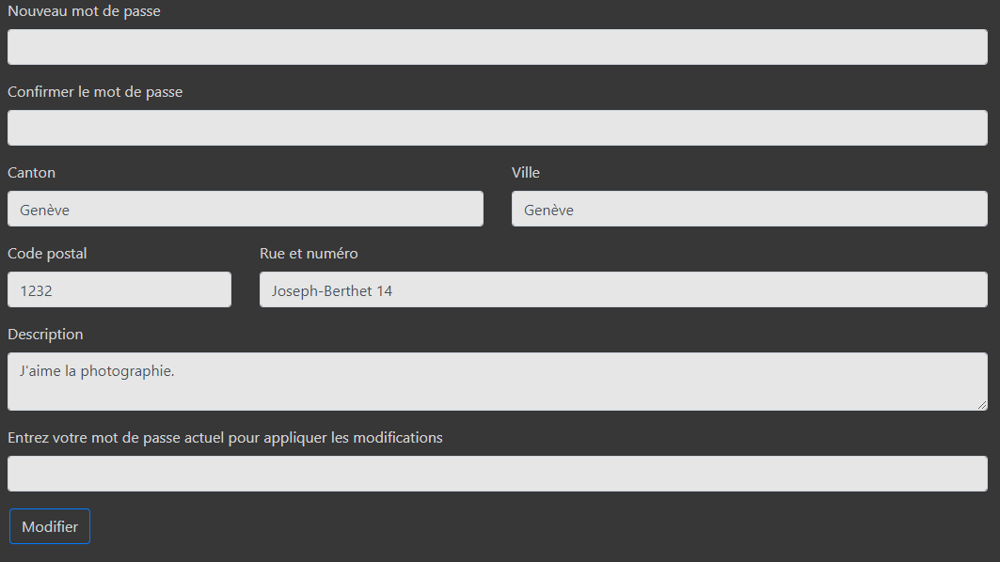 Nouveau mot de passe
Confirmer le mot de passe
Canton
Ville
Genève
Genève
Code postal
Rue et numéro
1232
Joseph-Berthet 14
Description
J'aime la photographie.
Entrez votre mot de passe actuel pour appliquer les modifications
Modifier